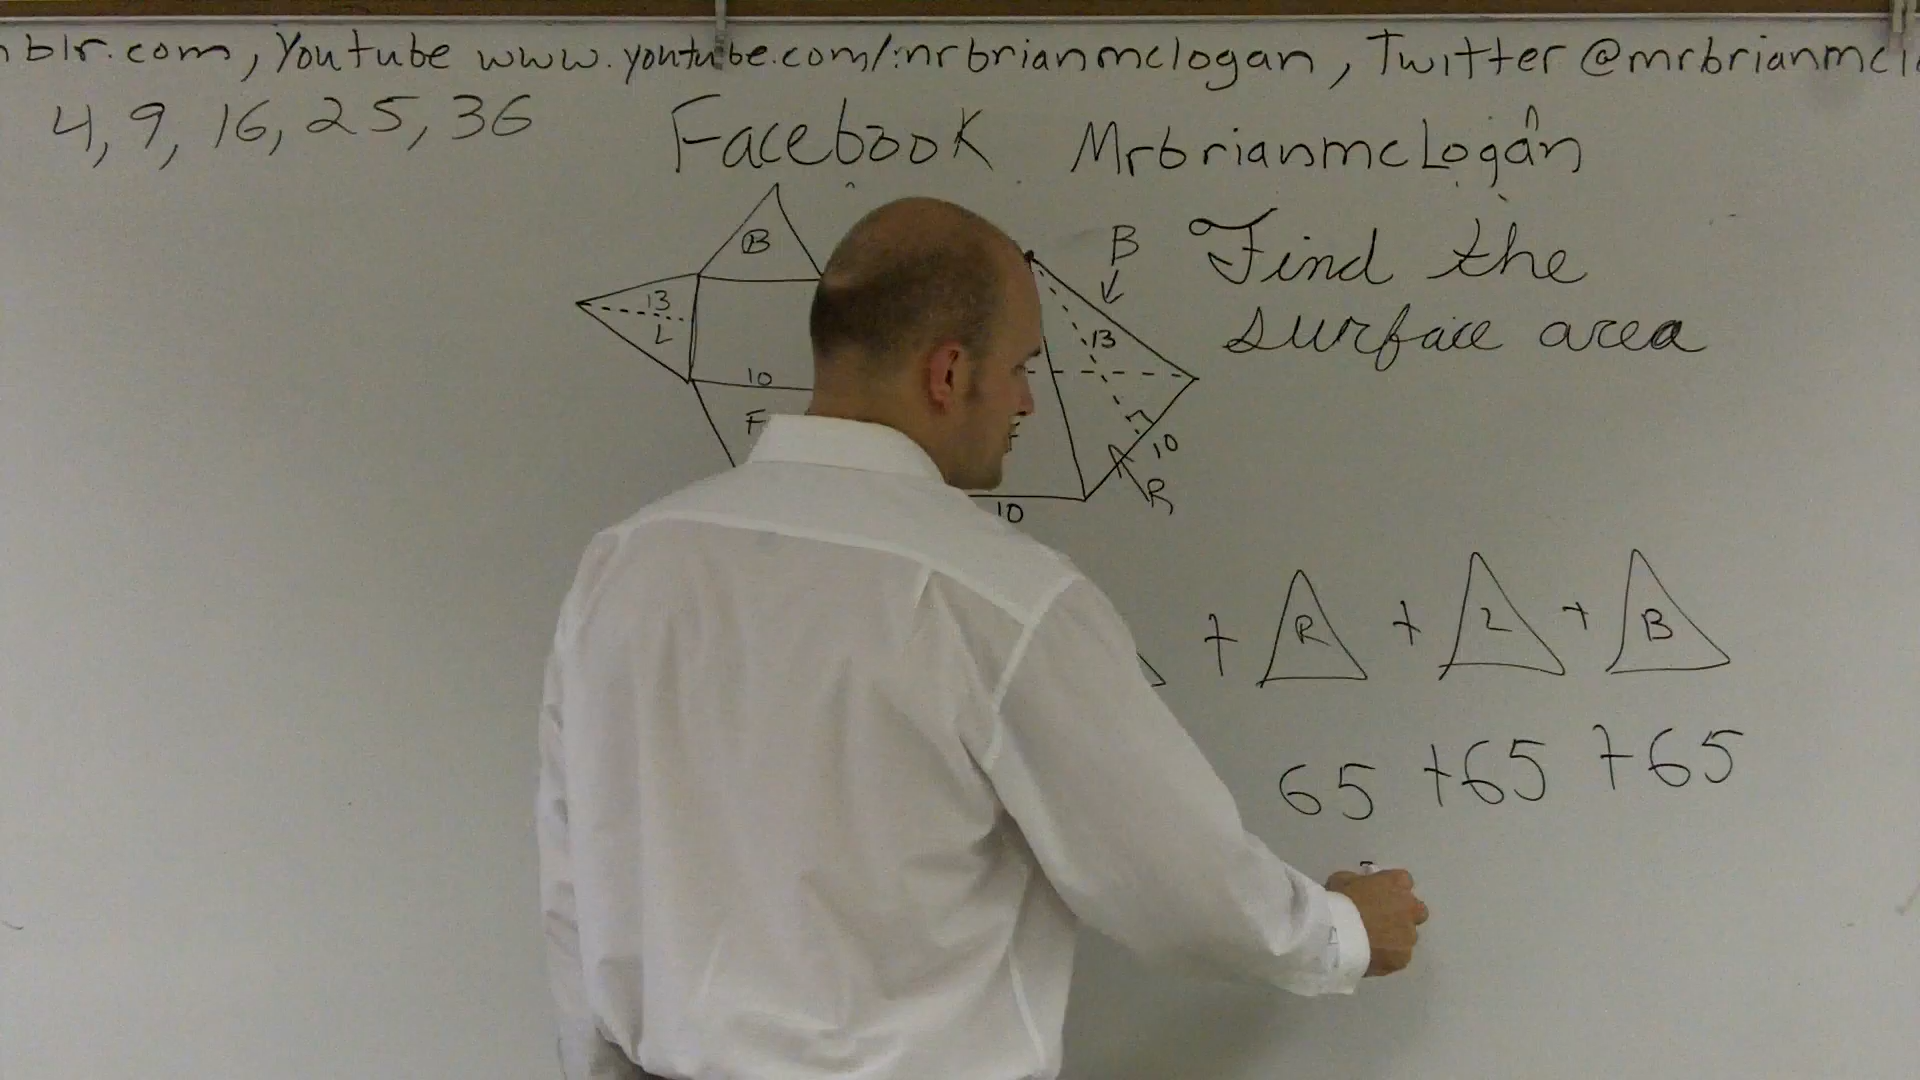 blr.com, Youtube www.youtube.com/mrbrianmclogan, Twitter @mrbrianmcl
4, 9, 16, 25, 36
Facebook MrbrianmcLogan
Find the
surface area
B
B
13
L
10
F
13
10
R
10
+ R + L + B
65 +65 +65